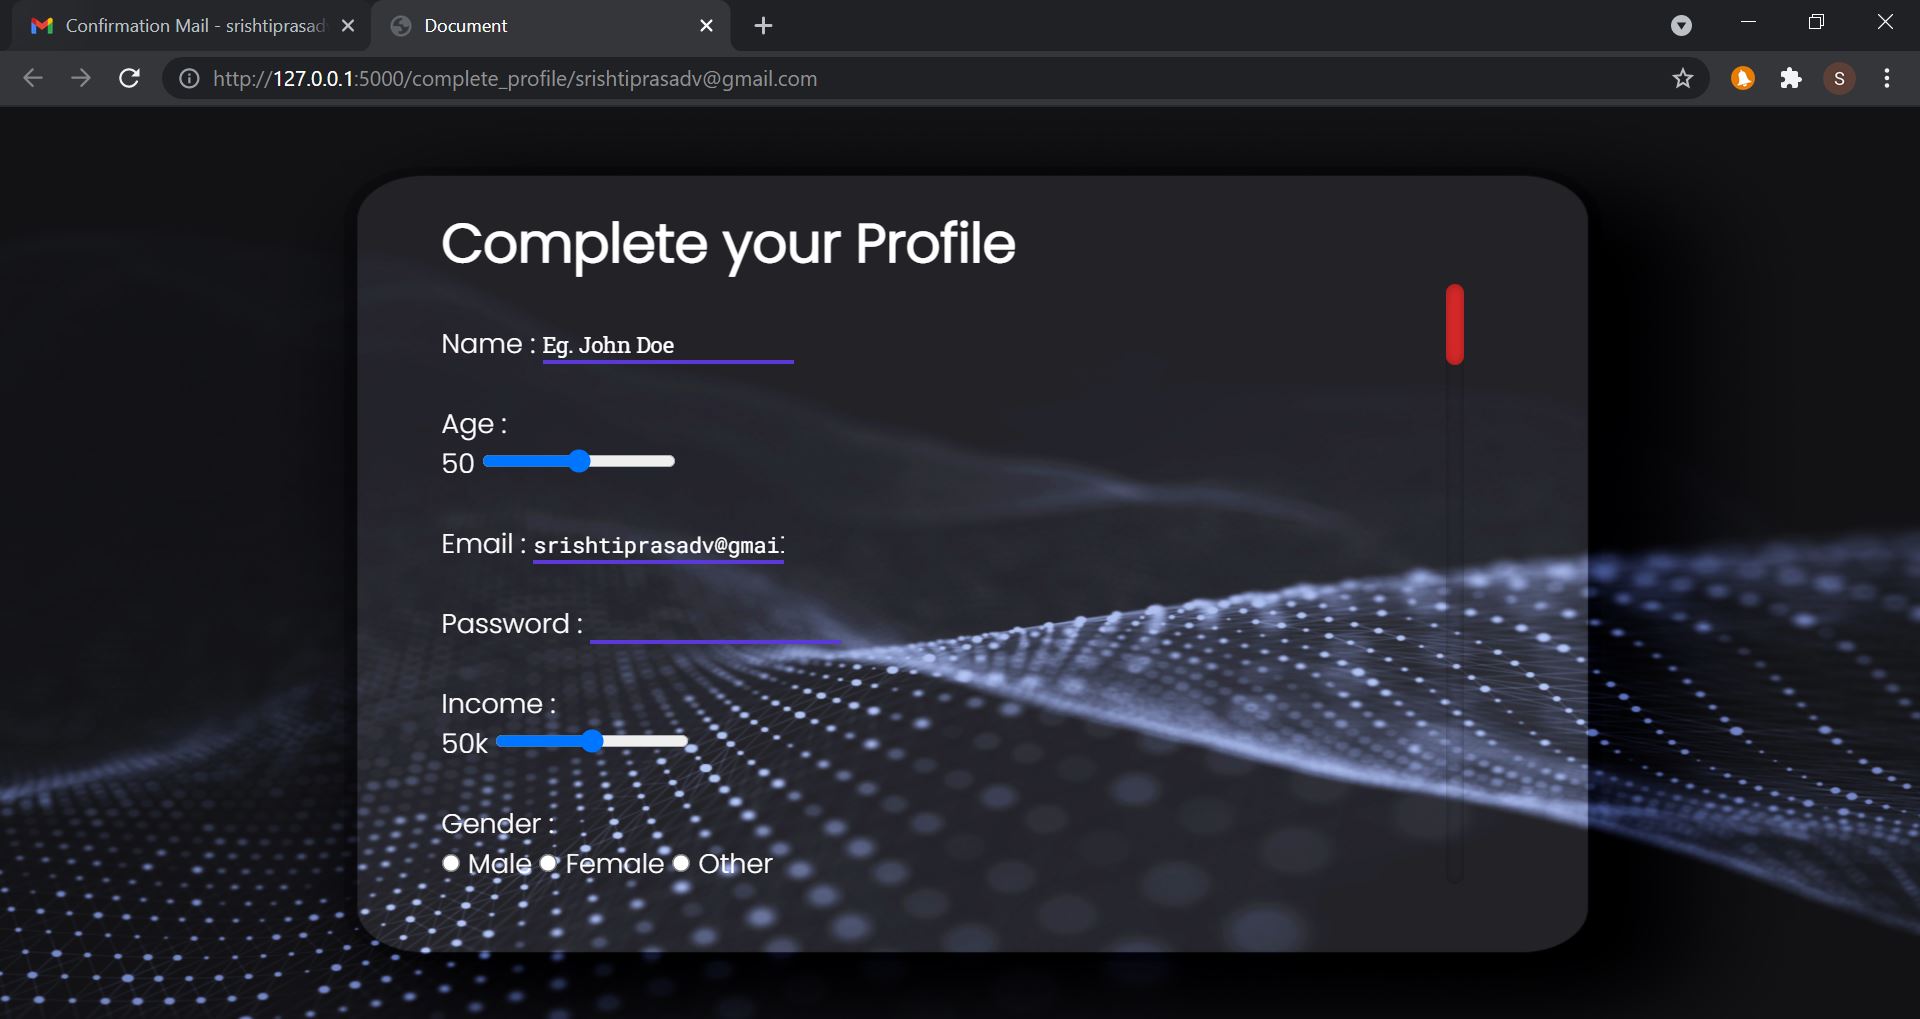 Confirmation Mail - srishtiprasad
Document
http://127.0.0.1:5000/complete_profile/srishtiprasadv@gmail.com
S
Complete your Profile
Name : Eg. John Doe
Age :
50
Email : srishtiprasadv@gmai
Password :
Income :
50k
Gender :
Male Female Other